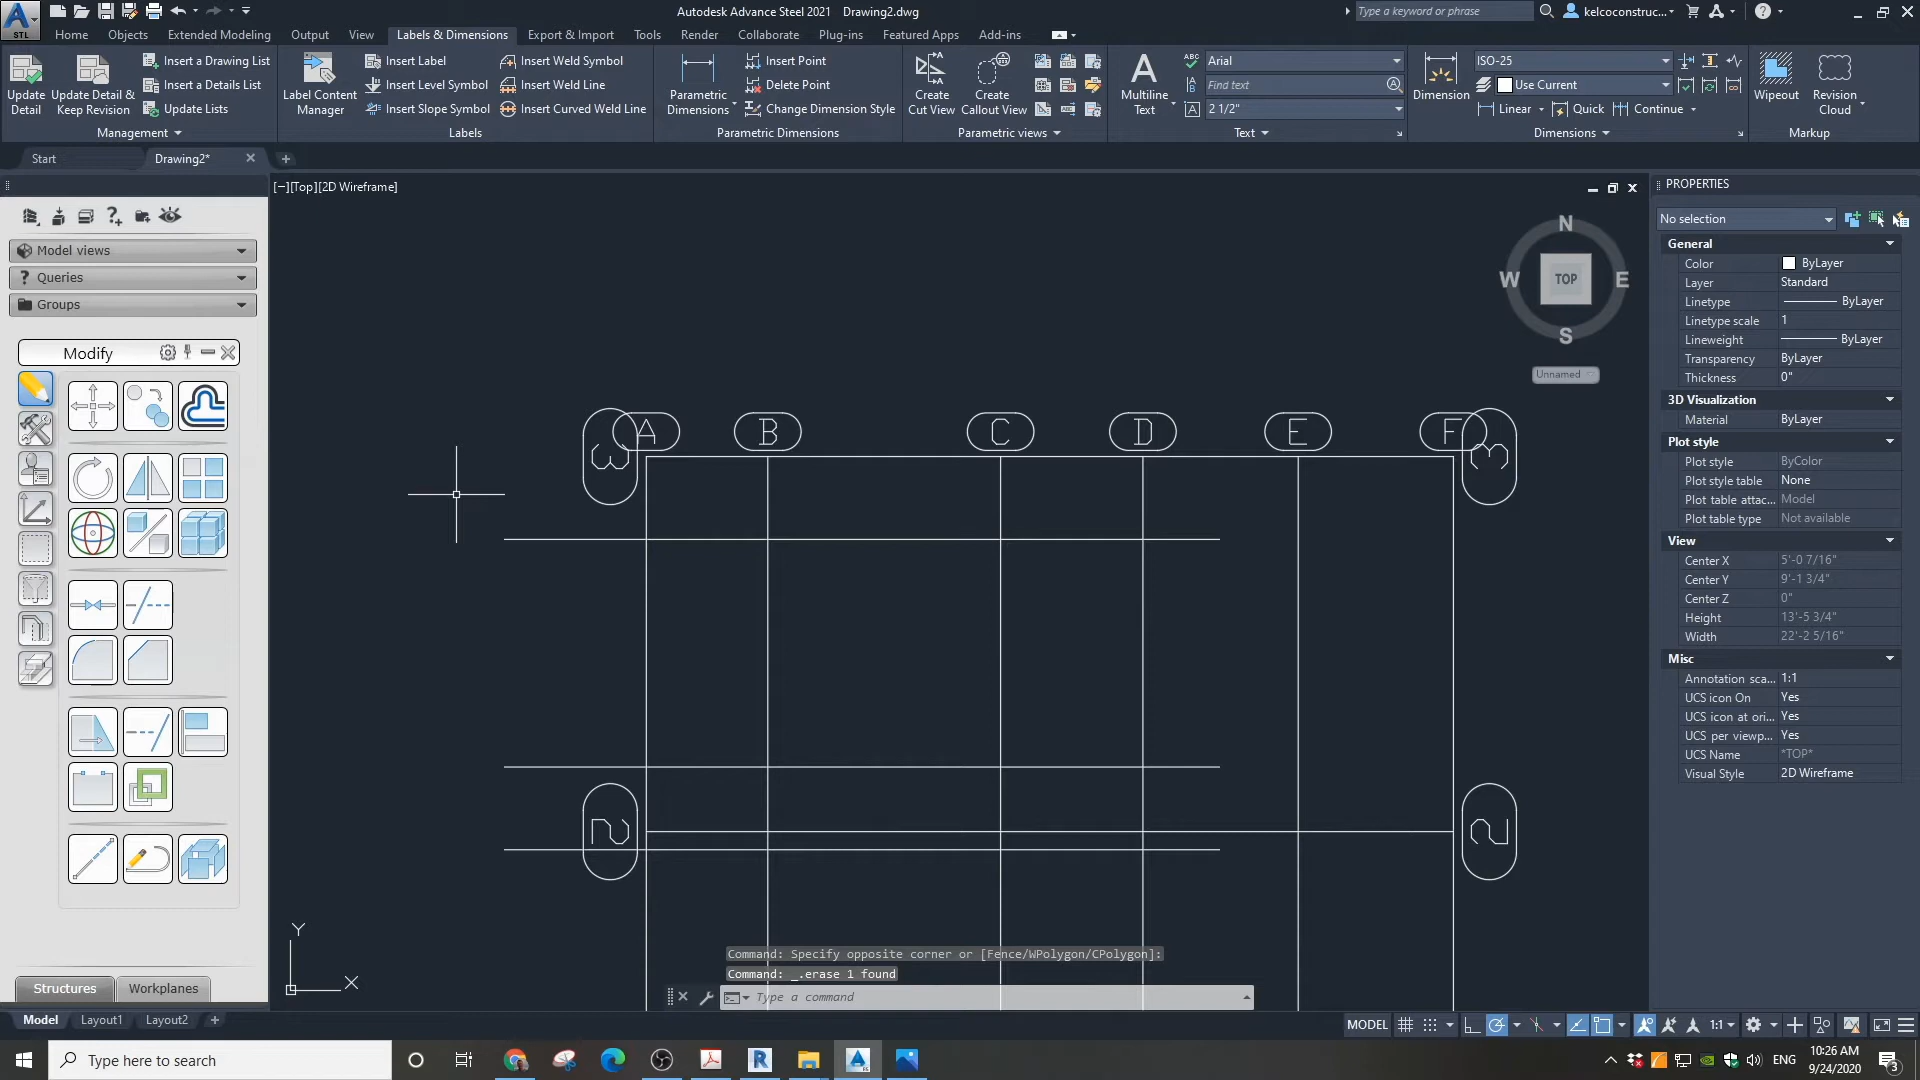 Autodesk Advance Steel 2021 Drawing2.dwg
Type a keyword or phrase
kelcoconstruc...
STL
Home Objects Extended Modeling Output View Labels & Dimensions Export & Import Tools Render Collaborate Plug-ins Featured Apps Add-ins
Update Detail
Update Detail & Keep Revision
Insert a Drawing List
Insert a Details List
Update Lists
Management
Label Content Manager
Insert Label
Insert Level Symbol
Insert Slope Symbol
Insert Weld Symbol
Insert Weld Line
Insert Curved Weld Line
Labels
Parametric Dimensions
Insert Point
Delete Point
Change Dimension Style
Parametric Dimensions
Create Cut View
Create Callout View
Parametric views
Multiline Text
ABC
Arial
Find text
2 1/2"
Text
Dimension
ISO-25
Use Current
Linear Quick Continue
Dimensions
Wipeout
Revision Cloud
Markup
Start Drawing2*
[−][Top][2D Wireframe]
Model views
Queries
Groups
Modify
Structures Workplanes
N
W TOP E
S
Unnamed
3 A B C D E F 3
2 2
Y
X
Command: Specify opposite corner or [Fence/WPolygon/CPolygon]:
Command: _.erase 1 found
Type a command
PROPERTIES
No selection
General
Color ByLayer
Layer Standard
Linetype ByLayer
Linetype scale 1
Lineweight ByLayer
Transparency ByLayer
Thickness 0"
3D Visualization
Material ByLayer
Plot style
Plot style ByColor
Plot style table None
Plot table attac... Model
Plot table type Not available
View
Center X 5'-0 7/16"
Center Y 9'-1 3/4"
Center Z 0"
Height 13'-5 3/4"
Width 22'-2 5/16"
Misc
Annotation sca... 1:1
UCS icon On Yes
UCS icon at ori... Yes
UCS per viewp... Yes
UCS Name *TOP*
Visual Style 2D Wireframe
Model Layout1 Layout2
MODEL 1:1
Type here to search
ENG
10:26 AM
9/24/2020
3